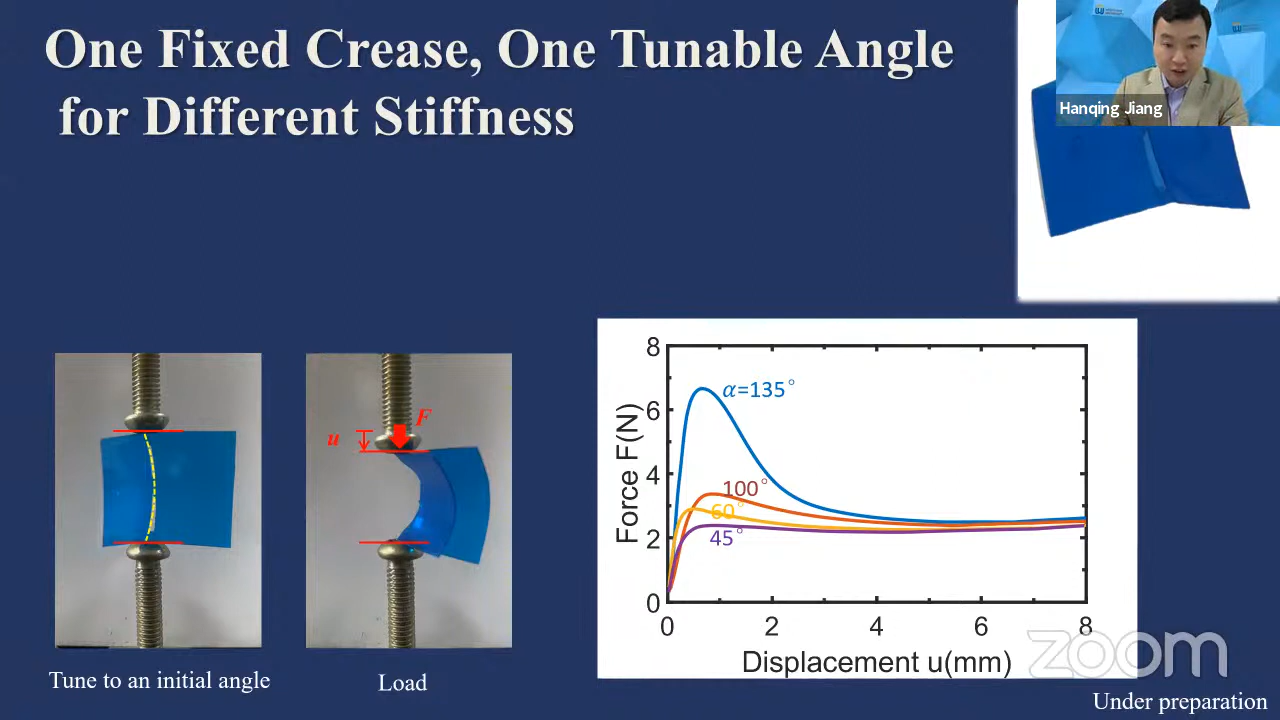 One Fixed Crease, One Tunable Angle
for Different Stiffness
Hanqing Jiang
u
F
Tune to an initial angle
Load
Force F(N)
8
6
4
2
0
α=135°
100°
60°
45°
0 2 4 6 8
Displacement u(mm)
zoom
Under preparation